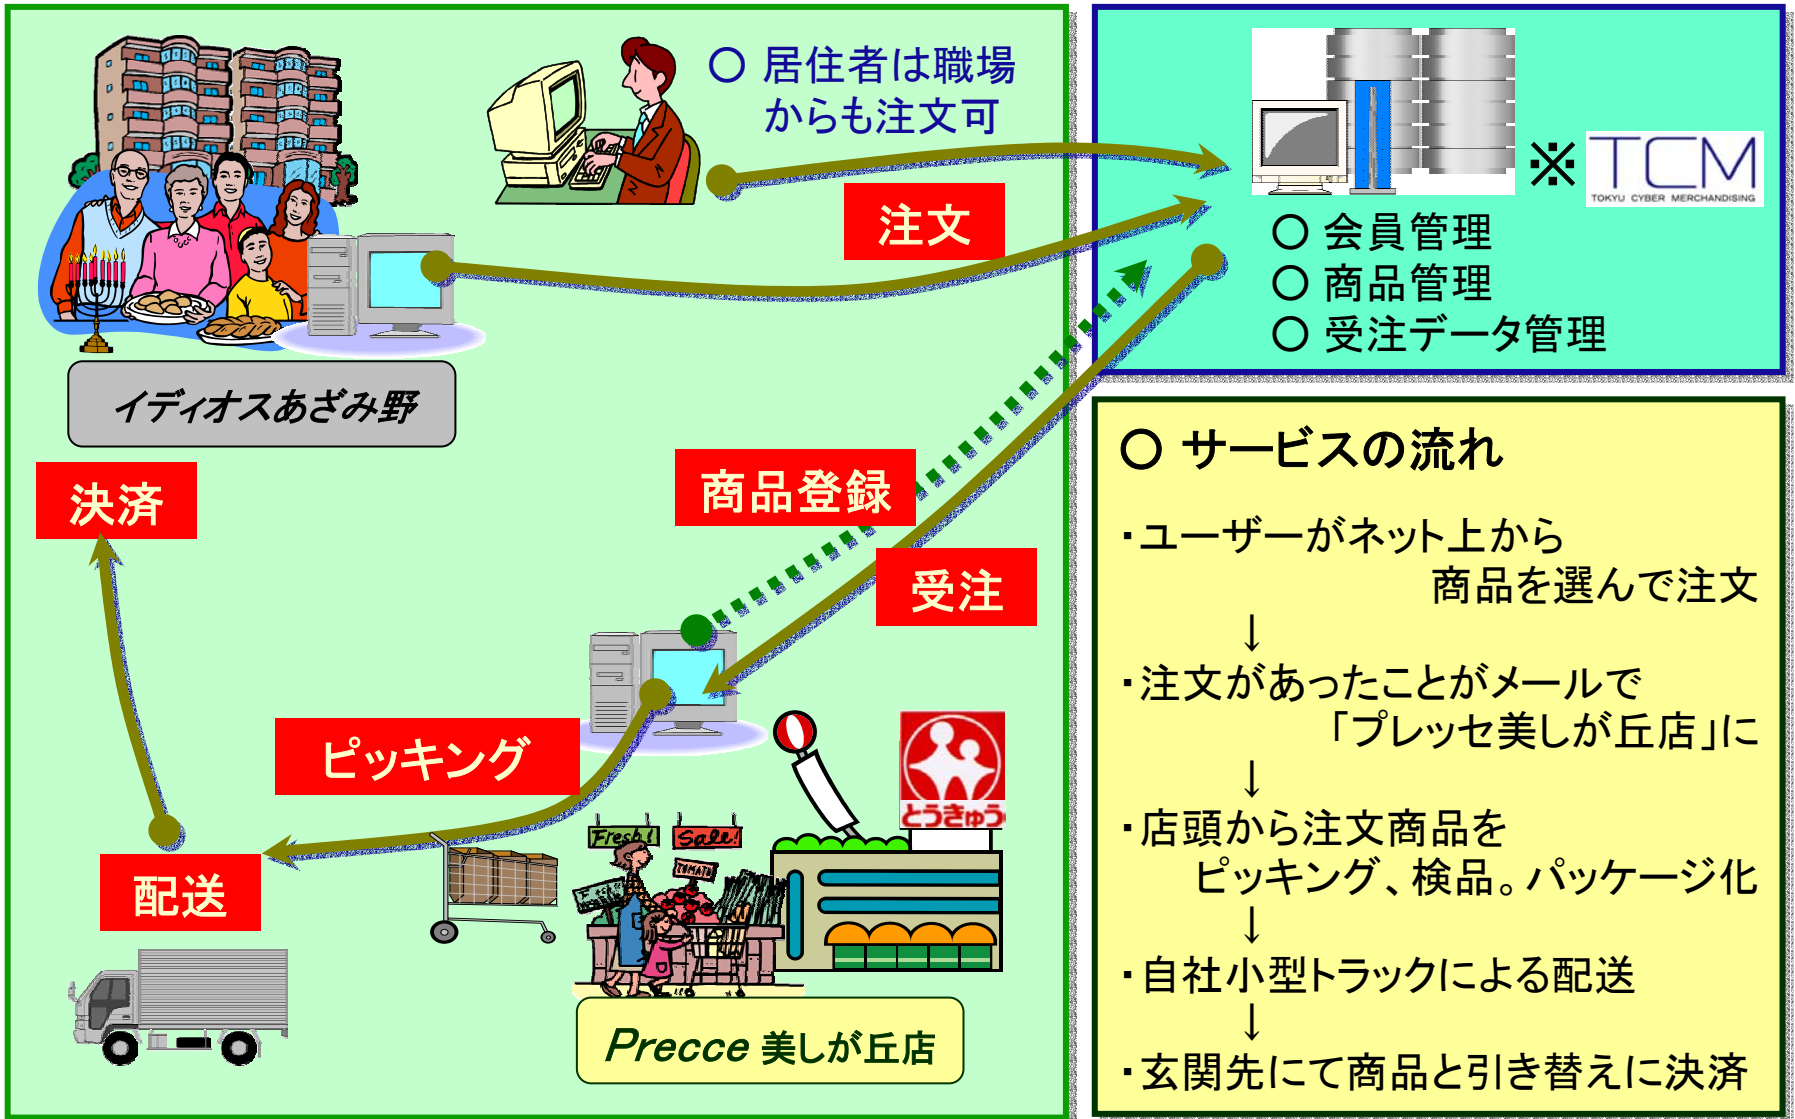 ○ 居住者は職場
からも注文可
注文
イディオスあざみ野
決済
商品登録
受注
ピッキング
配送
Fresh!
Sale!
TOMATO
とうきゅう
Precce 美しが丘店
※
TCM
TOKYU CYBER MERCHANDISING
○ 会員管理
○ 商品管理
○ 受注データ管理
○ サービスの流れ
・ユーザーがネット上から
商品を選んで注文
↓
・注文があったことがメールで
「プレッセ美しが丘店」に
↓
・店頭から注文商品を
ピッキング、検品。パッケージ化
↓
・自社小型トラックによる配送
↓
・玄関先にて商品と引き替えに決済